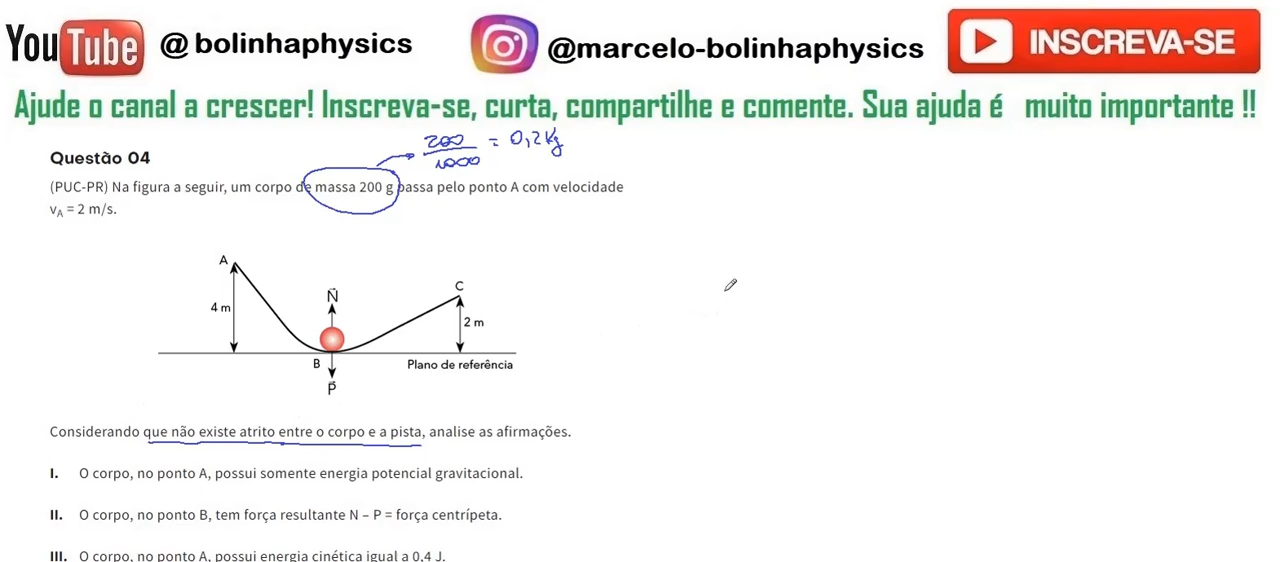 YouTube @bolinhaphysics @marcelo-bolinhaphysics INSCREVA-SE
Ajude o canal a crescer! Inscreva-se, curta, compartilhe e comente. Sua ajuda é muito importante !!
200/1000 = 0,2 Kg
Questão 04
(PUC-PR) Na figura a seguir, um corpo de massa 200 g passa pelo ponto A com velocidade
vA = 2 m/s.
A
C
N
4 m
2 m
B
Plano de referência
P
Considerando que não existe atrito entre o corpo e a pista, analise as afirmações.
I. O corpo, no ponto A, possui somente energia potencial gravitacional.
II. O corpo, no ponto B, tem força resultante N – P = força centrípeta.
III. O corpo, no ponto A, possui energia cinética igual a 0,4 J.